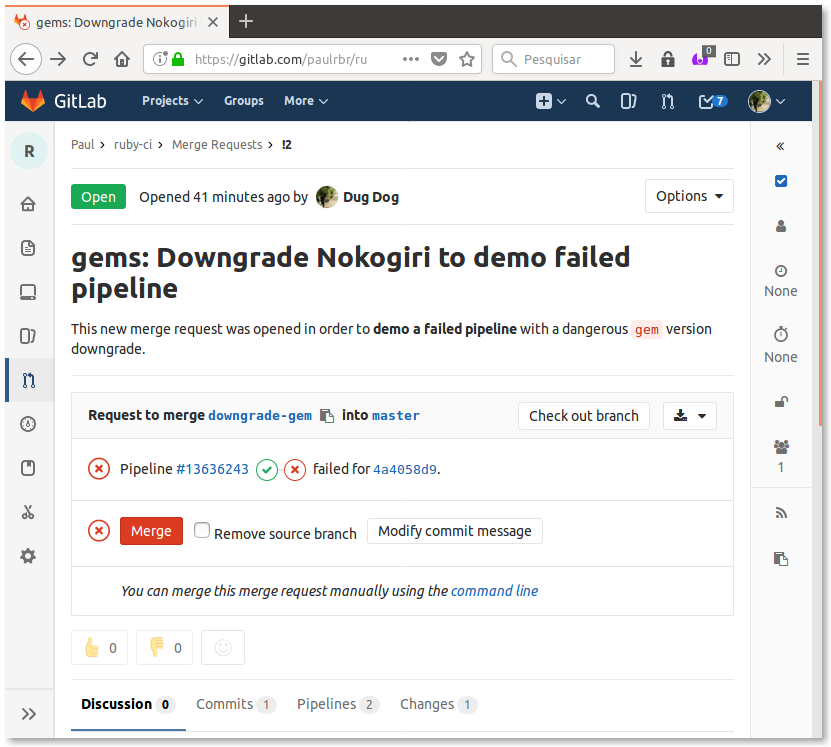 gems: Downgrade Nokogiri
https://gitlab.com/paulrbr/ru
Pesquisar
0
GitLab
Projects
Groups
More
7
R
Paul > ruby-ci > Merge Requests > !2
Open
Opened 41 minutes ago by Dug Dog
Options
gems: Downgrade Nokogiri to demo failed
pipeline
This new merge request was opened in order to demo a failed pipeline with a dangerous gem version
downgrade.
None
None
1
Request to merge downgrade-gem into master
Check out branch
Pipeline #13636243 failed for 4a4058d9.
Merge
Remove source branch
Modify commit message
You can merge this merge request manually using the command line
0
0
Discussion 0
Commits 1
Pipelines 2
Changes 1